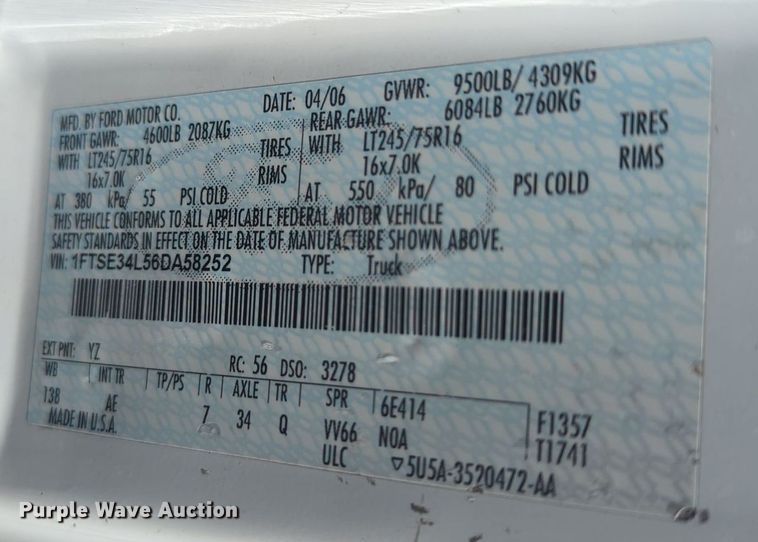 MFD. BY FORD MOTOR CO. DATE: 04/06 GVWR: 9500LB/ 4309KG
FRONT GAWR: 4600LB 2087KG REAR GAWR: 6084LB 2760KG
WITH LT245/75R16 TIRES WITH LT245/75R16 TIRES
16x7.0K RIMS 16x7.0K RIMS
AT 380 kPa/ 55 PSI COLD AT 550 kPa/ 80 PSI COLD
THIS VEHICLE CONFORMS TO ALL APPLICABLE FEDERAL MOTOR VEHICLE
SAFETY STANDARDS IN EFFECT ON THE DATE OF MANUFACTURE SHOWN ABOVE.
VIN: 1FTSE34L56DA58252 TYPE: Truck
EXT PNT: YZ RC: 56 DSO: 3278
WB INT TR TP/PS R AXLE TR SPR 6E414 F1357
138 AE 7 34 Q VV66 NOA T1741
MADE IN U.S.A. ULC ▽5U5A-3520472-AA
Purple Wave Auction